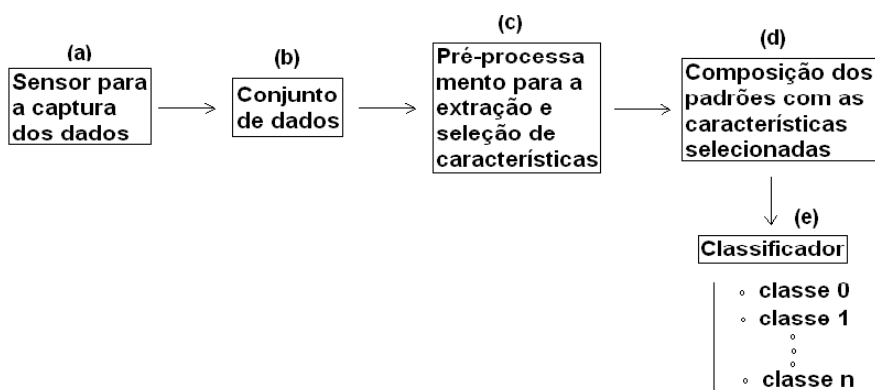 (a)
Sensor para
a captura
dos dados
(b)
Conjunto
de dados
(c)
Pré-processa
mento para a
extração e
seleção de
características
(d)
Composição dos
padrões com as
características
selecionadas
(e)
Classificador
classe 0
classe 1
classe n